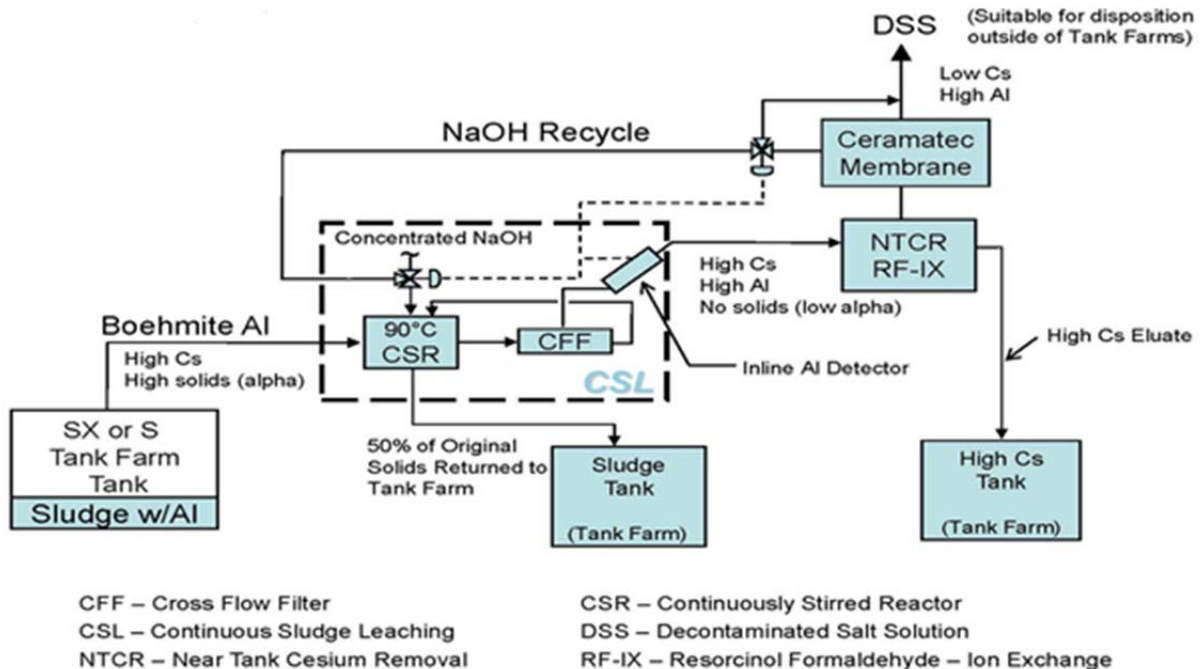 DSS
(Suitable for disposition
outside of Tank Farms)
Low Cs
High Al
NaOH Recycle
Ceramatec
Membrane
Concentrated NaOH
NTCR
RF-IX
High Cs
High Al
No solids (low alpha)
Boehmite Al
High Cs
High solids (alpha)
90°C
CSR
CFF
CSL
Inline Al Detector
High Cs Eluate
SX or S
Tank Farm
Tank
Sludge w/Al
50% of Original
Solids Returned to
Tank Farm
Sludge
Tank
(Tank Farm)
High Cs
Tank
(Tank Farm)
CFF – Cross Flow Filter
CSL – Continuous Sludge Leaching
NTCR – Near Tank Cesium Removal
CSR – Continuously Stirred Reactor
DSS – Decontaminated Salt Solution
RF-IX – Resorcinol Formaldehyde – Ion Exchange